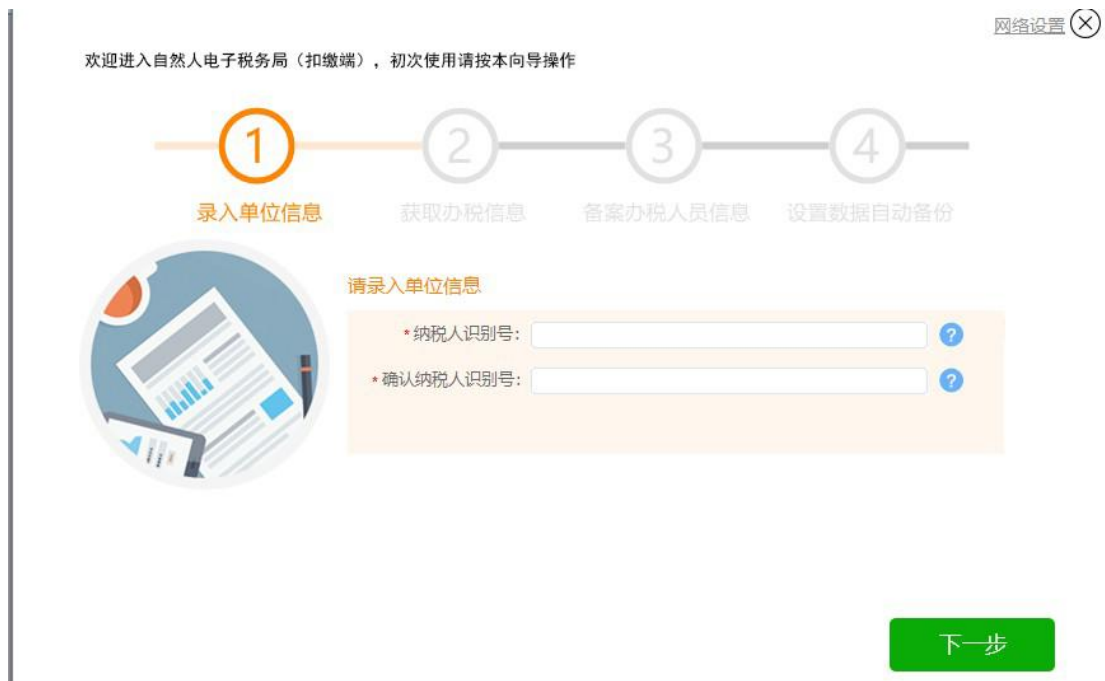 网络设置
欢迎进入自然人电子税务局（扣缴端），初次使用请按本向导操作
1 2 3 4
录入单位信息 获取办税信息 备案办税人员信息 设置数据自动备份
请录入单位信息
*纳税人识别号： ?
*确认纳税人识别号： ?
下一步